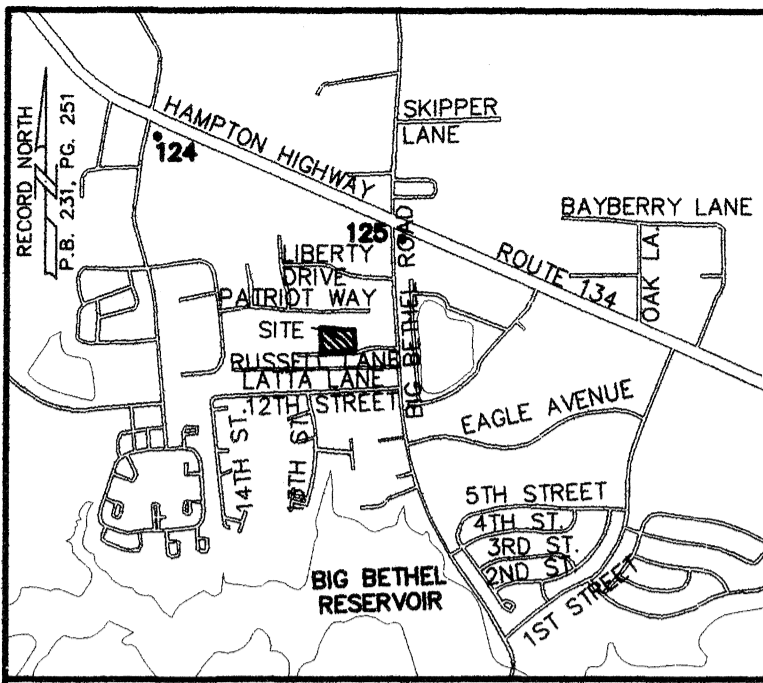 RECORD NORTH
P.B. 231, PG. 251
HAMPTON HIGHWAY
124
SKIPPER
LANE
125
BIG BETHEL ROAD
BAYBERRY LANE
OAK LA.
ROUTE 134
LIBERTY
DRIVE
PATRIOT WAY
SITE
RUSSETT LANE
LATTA LANE
12TH STREET
14TH ST.
EAGLE AVENUE
5TH STREET
4TH ST.
3RD ST.
2ND ST.
1ST STREET
BIG BETHEL
RESERVOIR